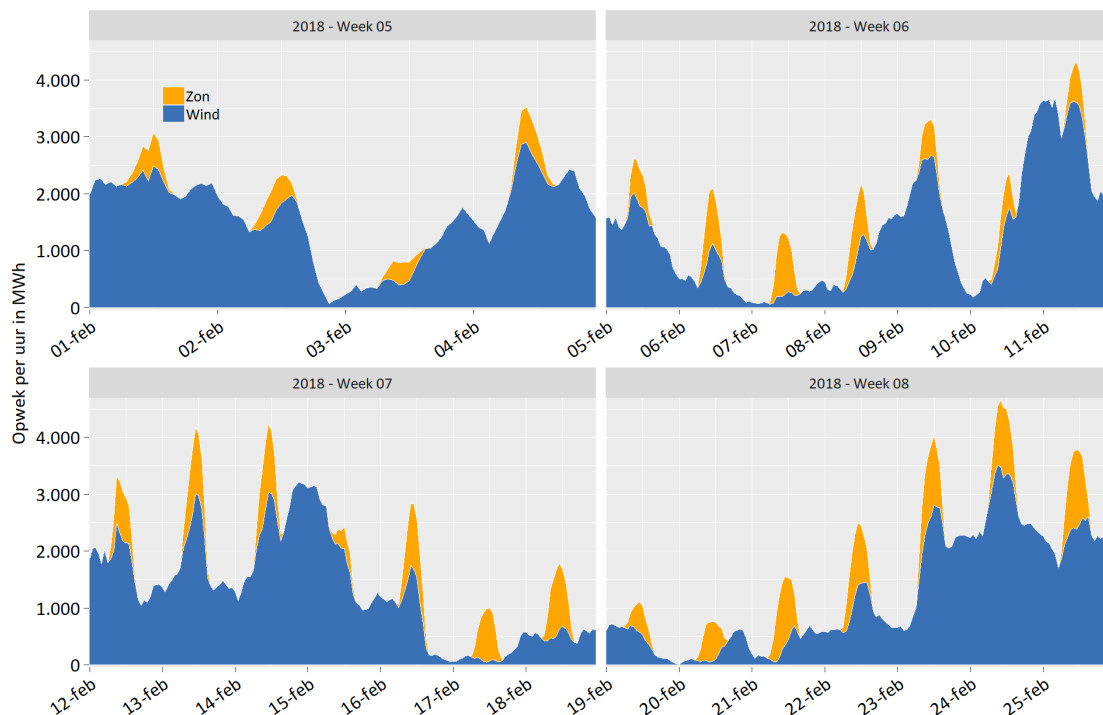 2018 - Week 05
2018 - Week 06
4.000
3.000
2.000
1.000
0
Zon
Wind
01-feb
02-feb
03-feb
04-feb
05-feb
06-feb
07-feb
08-feb
09-feb
10-feb
11-feb
Opwek per uur in MWh
2018 - Week 07
2018 - Week 08
4.000
3.000
2.000
1.000
0
12-feb
13-feb
14-feb
15-feb
16-feb
17-feb
18-feb
19-feb
20-feb
21-feb
22-feb
23-feb
24-feb
25-feb